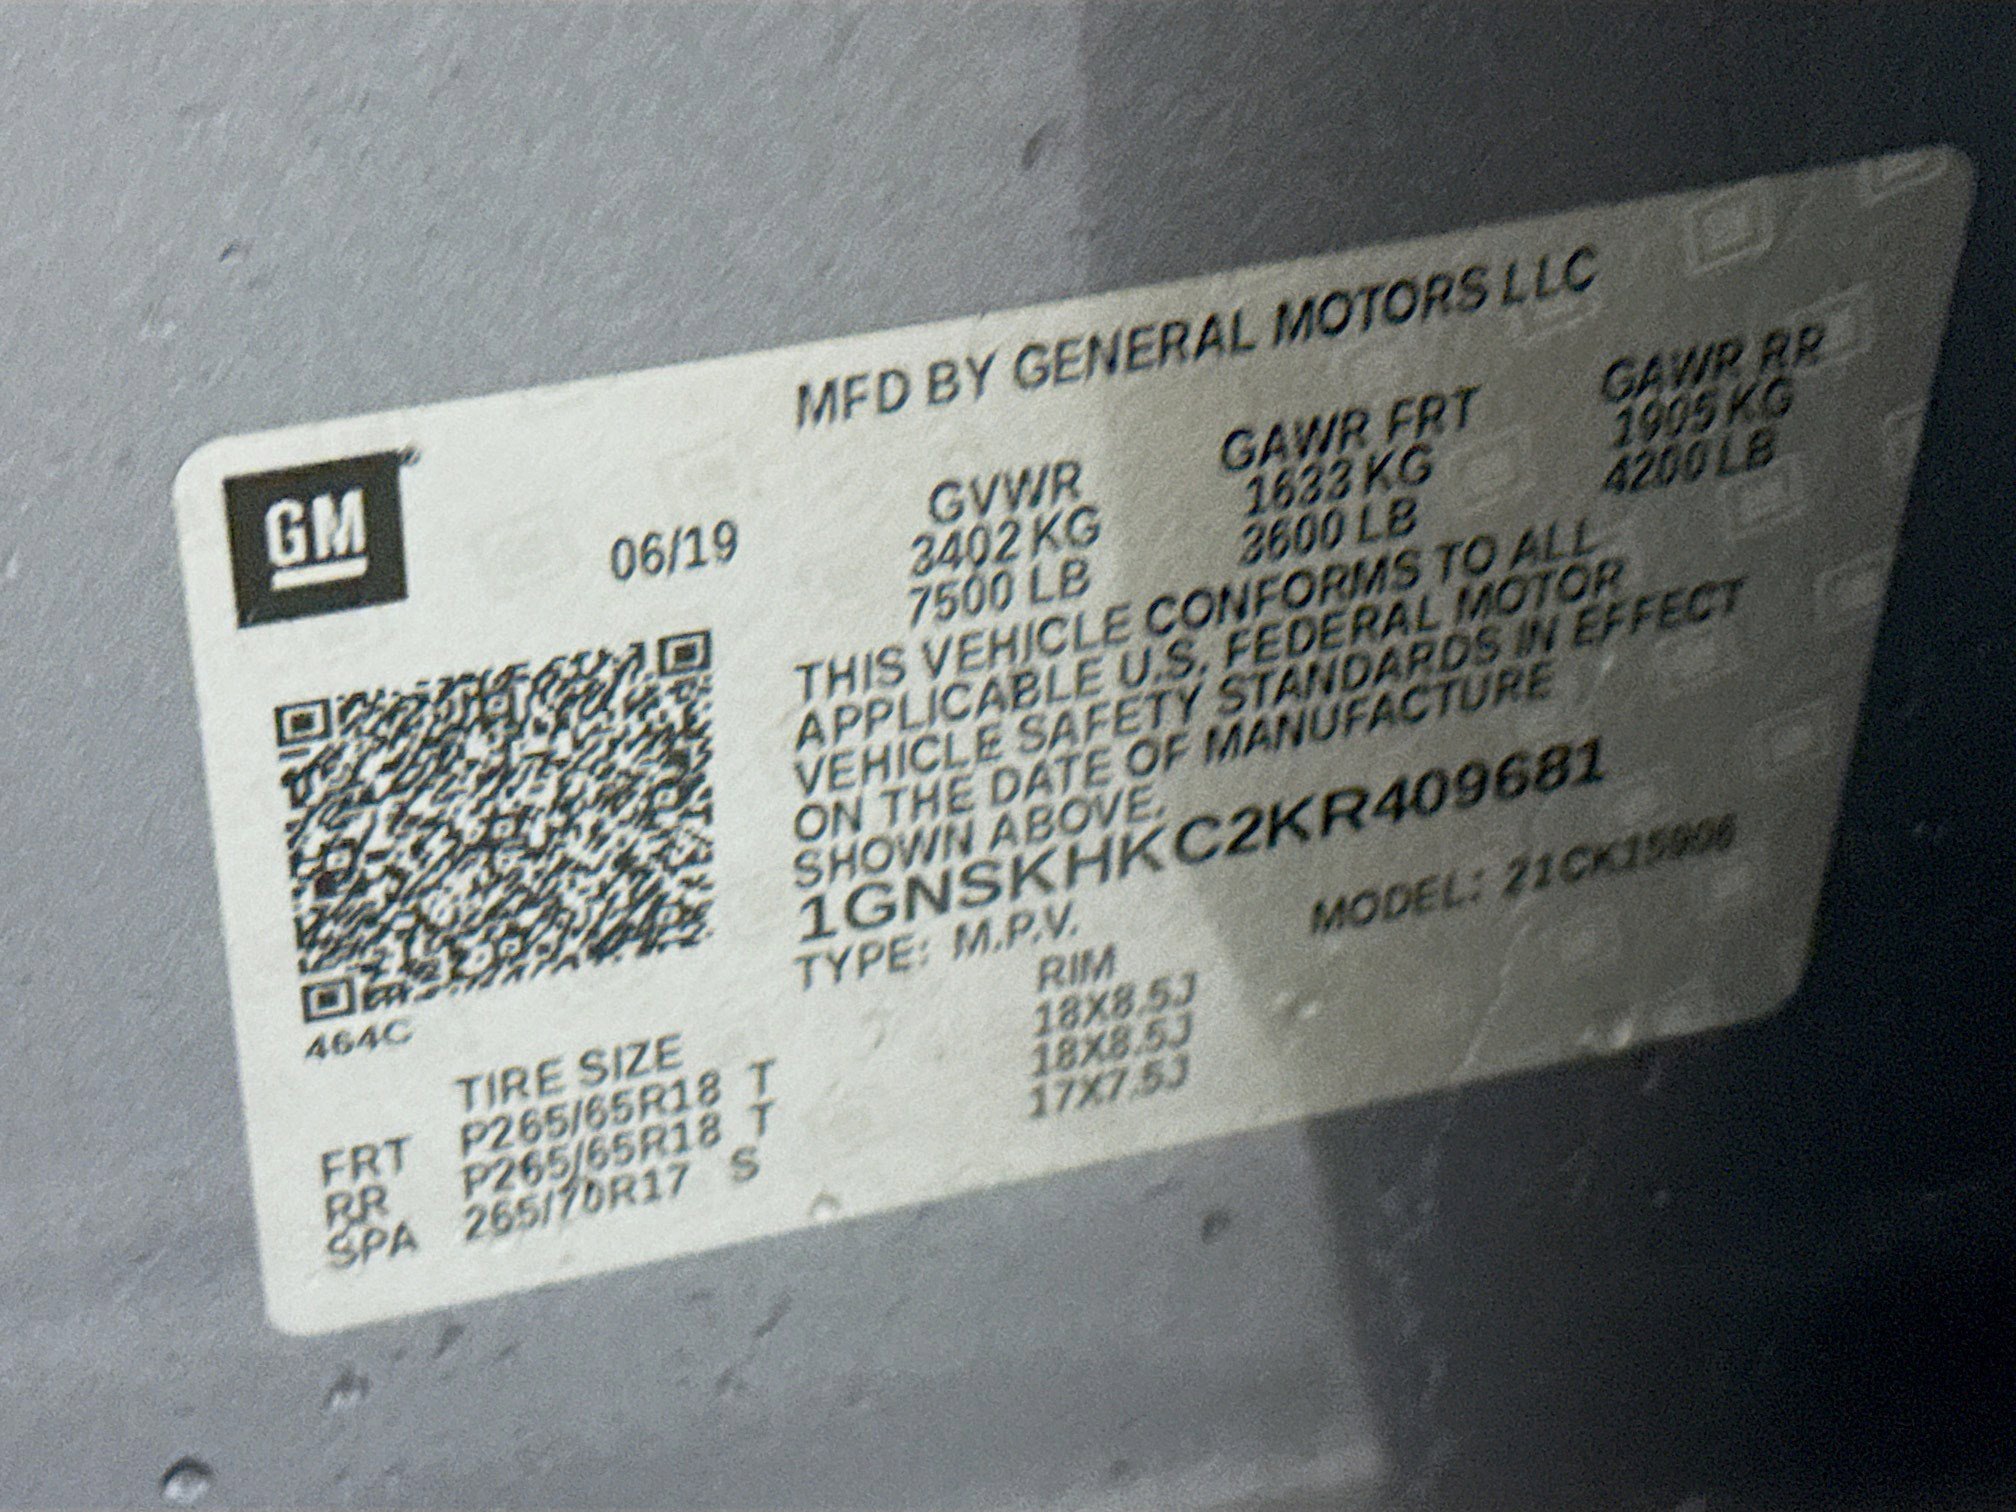 MFD BY GENERAL MOTORS LLC
GM
06/19
GVWR GAWR FRT GAWR RR
3402 KG 1633 KG 1905 KG
7500 LB 3600 LB 4200 LB
THIS VEHICLE CONFORMS TO ALL
APPLICABLE U.S. FEDERAL MOTOR
VEHICLE SAFETY STANDARDS IN EFFECT
ON THE DATE OF MANUFACTURE
SHOWN ABOVE.
1GNSKHKC2KR409681
TYPE: M.P.V. MODEL: 21CK15906
464C
TIRE SIZE RIM
FRT P265/65R18 T 18X8.5J
RR P265/65R18 T 18X8.5J
SPA 265/70R17 S 17X7.5J